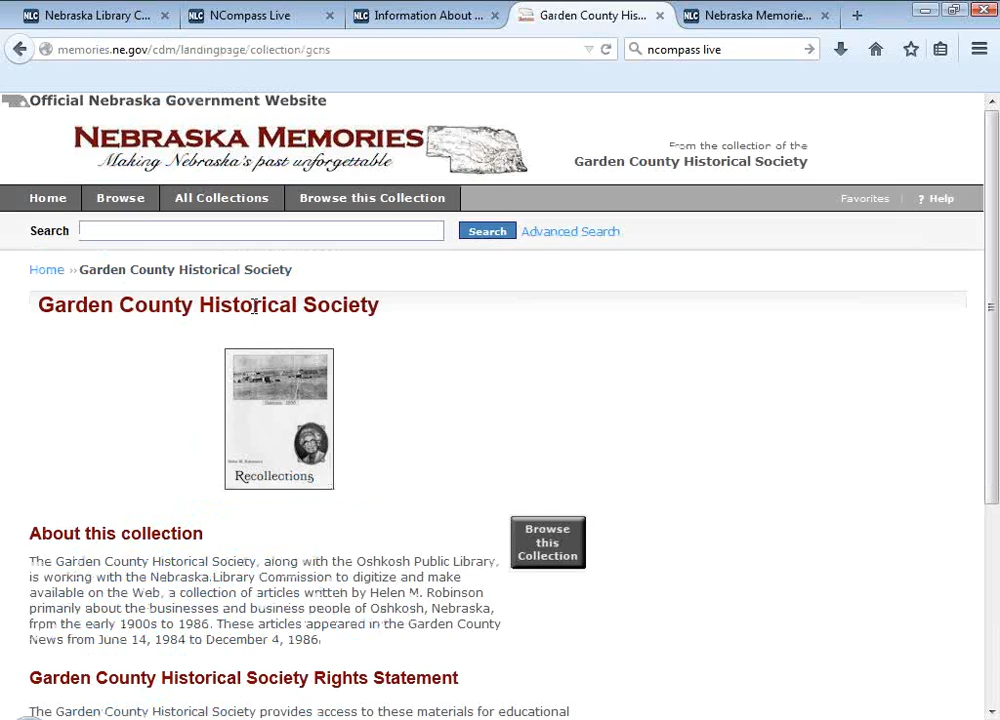 Nebraska Library C...
NCompass Live
Information About ...
Garden County His...
Nebraska Memorie...
memories.ne.gov/cdm/landingpage/collection/gcns
ncompass live
Official Nebraska Government Website
NEBRASKA MEMORIES
Making Nebraska's past unforgettable
From the collection of the
Garden County Historical Society
Home Browse All Collections Browse this Collection Favorites | ? Help
Search Search Advanced Search
Home » Garden County Historical Society
Garden County Historical Society
Recollections
About this collection
Browse
this
Collection
The Garden County Historical Society, along with the Oshkosh Public Library,
is working with the Nebraska Library Commission to digitize and make
available on the Web, a collection of articles written by Helen M. Robinson
primarily about the businesses and business people of Oshkosh, Nebraska,
from the early 1900s to 1986. These articles appeared in the Garden County
News from June 14, 1984 to December 4, 1986.
Garden County Historical Society Rights Statement
The Garden County Historical Society provides access to these materials for educational